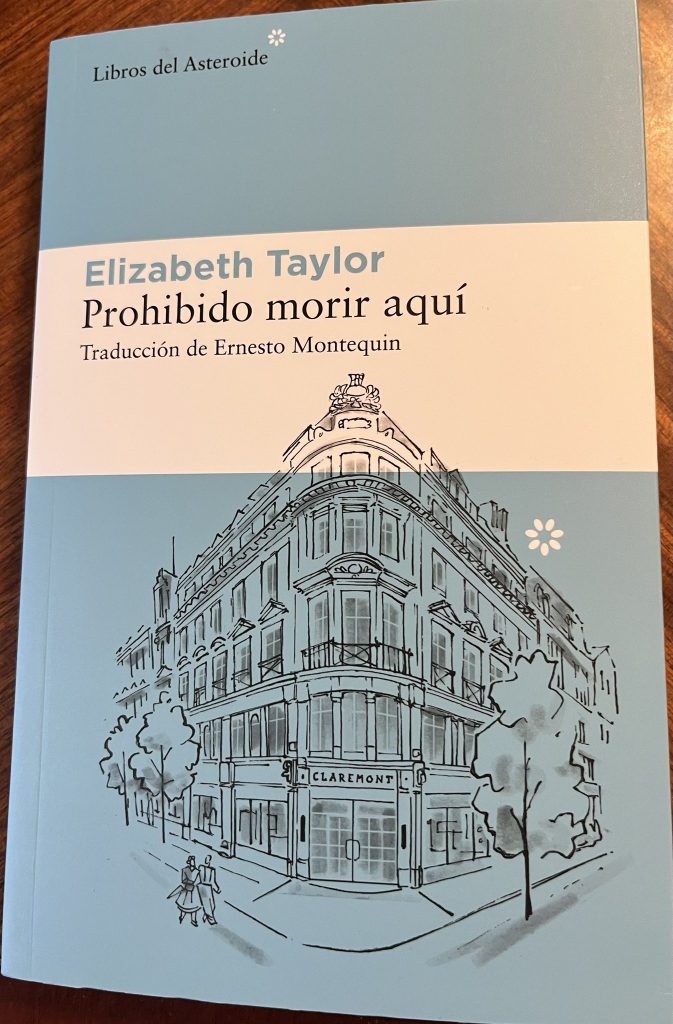 Libros del Asteroide
Elizabeth Taylor
Prohibido morir aquí
Traducción de Ernesto Montequin
CLAREMONT